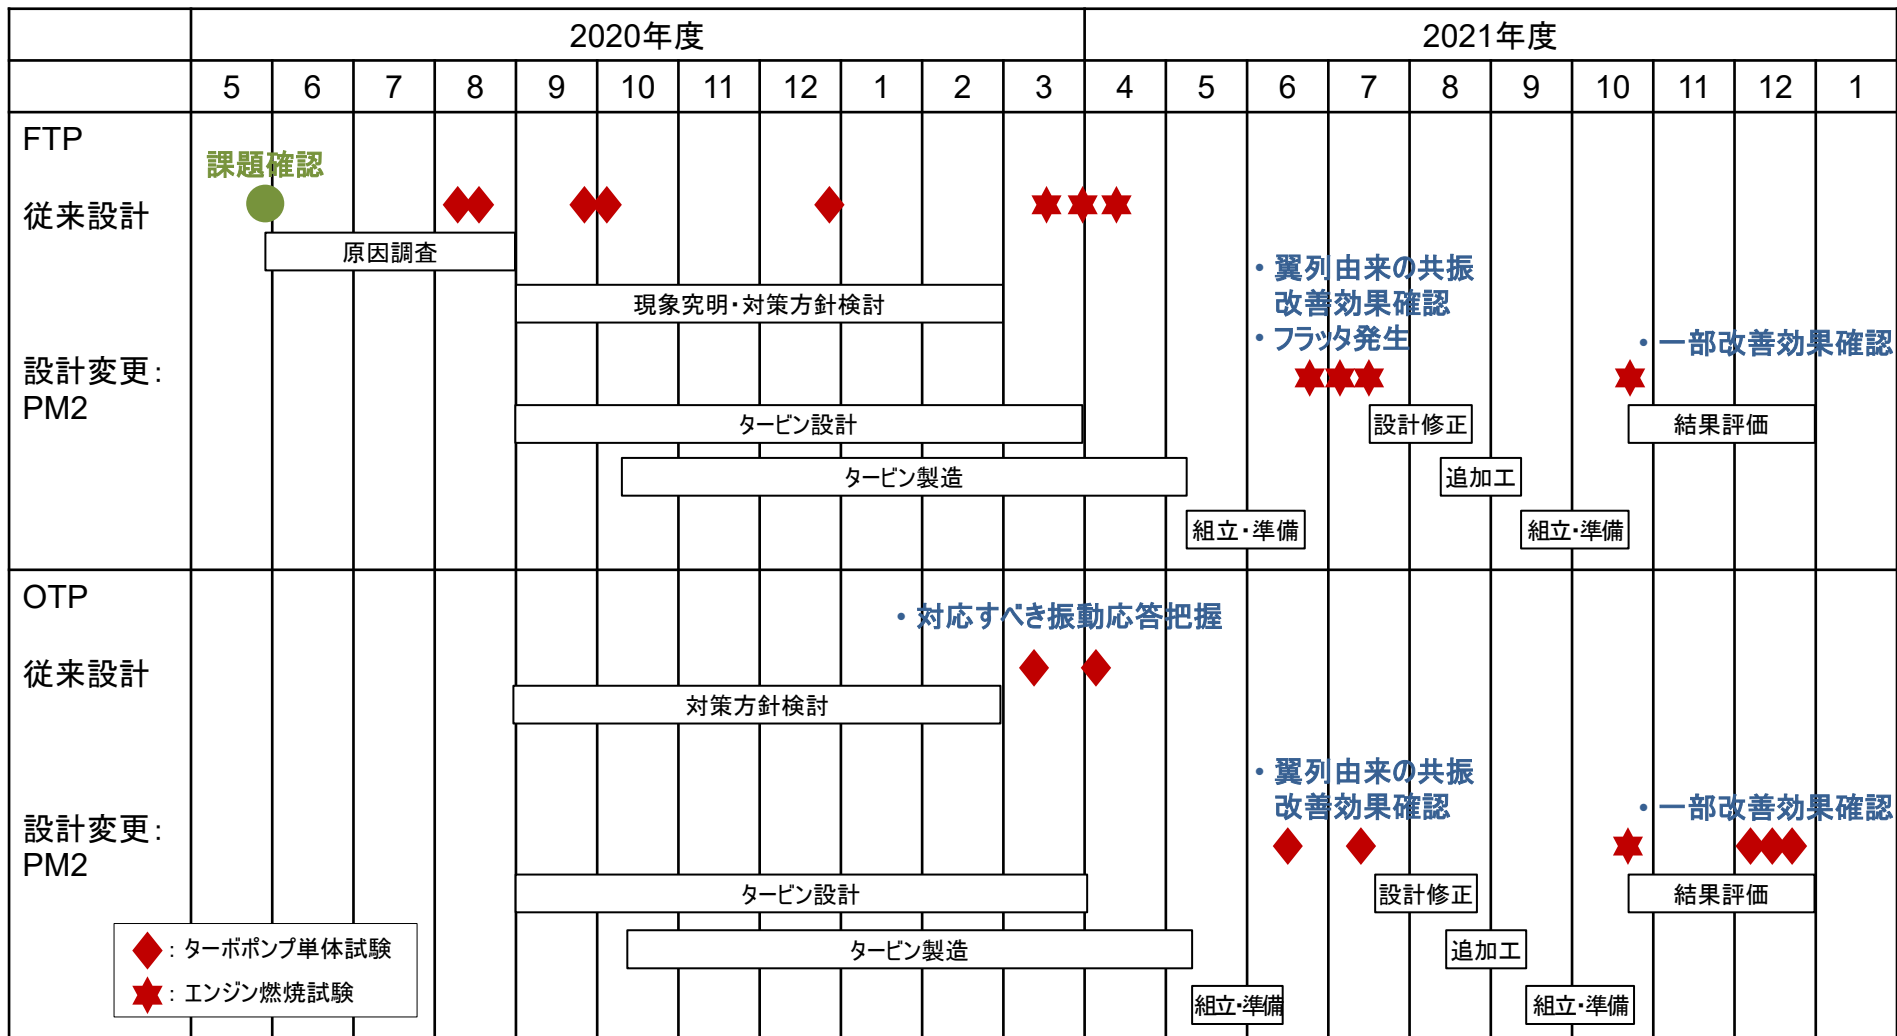 2020年度
2021年度
5 6 7 8 9 10 11 12 1 2 3 4 5 6 7 8 9 10 11 12 1
FTP
課題確認
従来設計
原因調査
現象究明・対策方針検討
・翼列由来の共振
改善効果確認
・フラッタ発生
・一部改善効果確認
設計変更：
PM2
タービン設計
設計修正
結果評価
タービン製造
追加工
組立・準備
組立・準備
OTP
・対応すべき振動応答把握
従来設計
対策方針検討
・翼列由来の共振
改善効果確認
・一部改善効果確認
設計変更：
PM2
タービン設計
設計修正
結果評価
タービン製造
追加工
組立・準備
組立・準備
：ターボポンプ単体試験
：エンジン燃焼試験